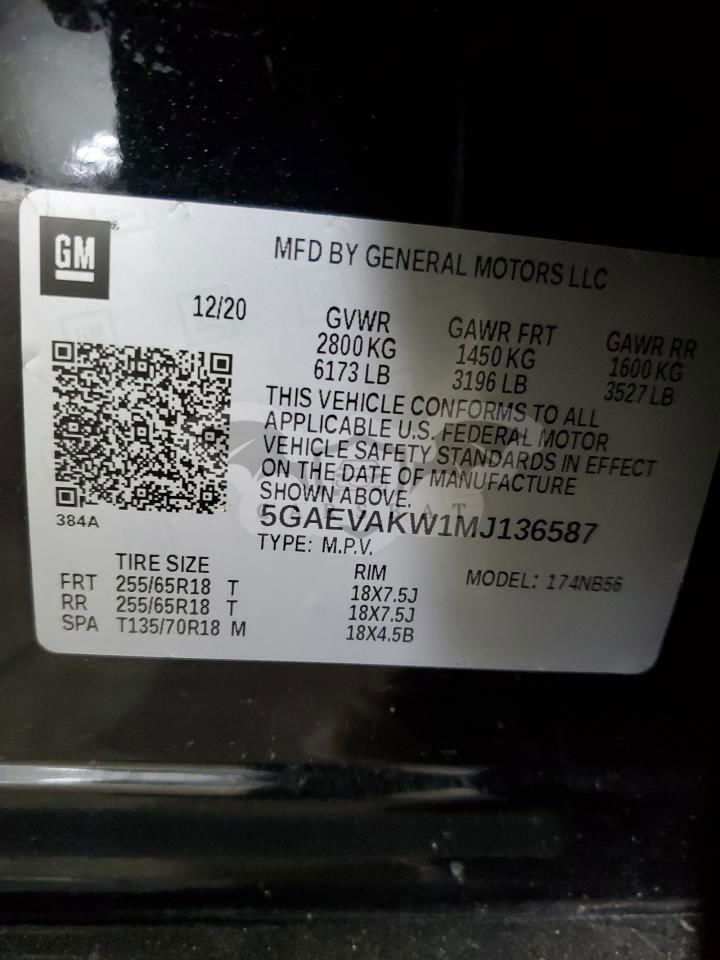 GM
MFD BY GENERAL MOTORS LLC
12/20
GVWR
2800 KG
6173 LB
GAWR FRT
1450 KG
3196 LB
GAWR RR
1600 KG
3527 LB
THIS VEHICLE CONFORMS TO ALL
APPLICABLE U.S. FEDERAL MOTOR
VEHICLE SAFETY STANDARDS IN EFFECT
ON THE DATE OF MANUFACTURE
SHOWN ABOVE.
384A
5GAEVAKW1MJ136587
TYPE: M.P.V.
MODEL: 174NB56
TIRE SIZE RIM
FRT 255/65R18 T 18X7.5J
RR 255/65R18 T 18X7.5J
SPA T135/70R18 M 18X4.5B